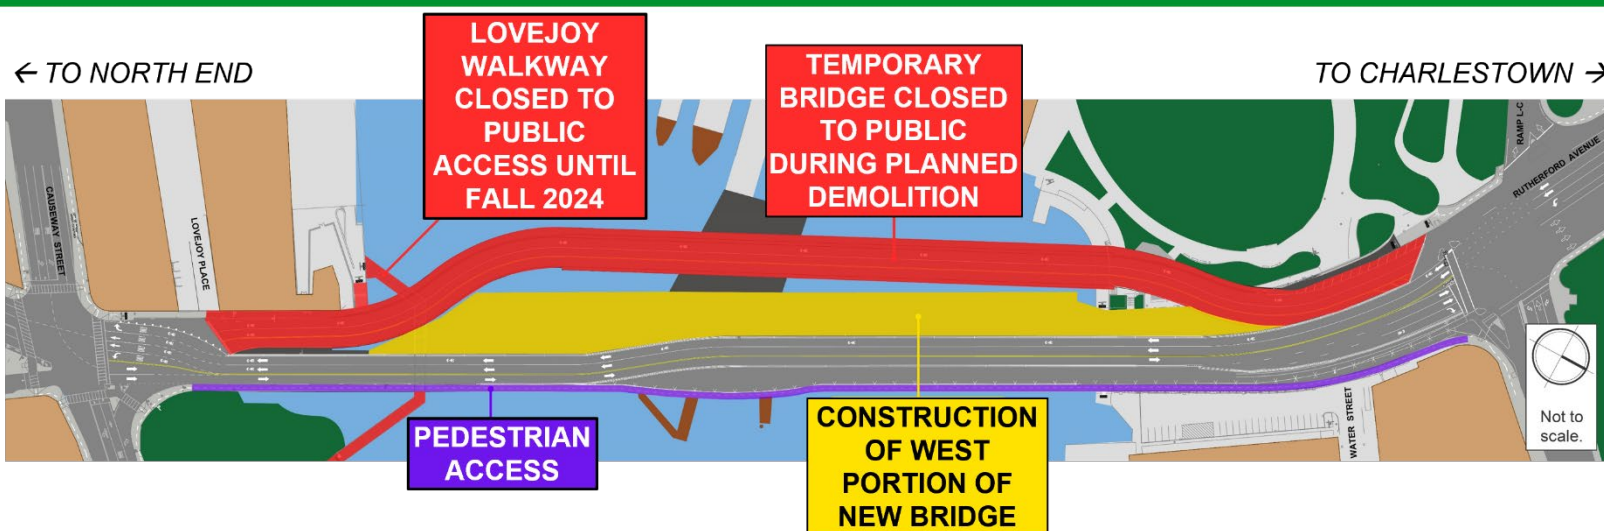 ← TO NORTH END
LOVEJOY
WALKWAY
CLOSED TO
PUBLIC
ACCESS UNTIL
FALL 2024
TEMPORARY
BRIDGE CLOSED
TO PUBLIC
DURING PLANNED
DEMOLITION
TO CHARLESTOWN →
CAUSEWAY STREET
LOVEJOY PLACE
RAMP L-C
RUTHERFORD AVENUE
PEDESTRIAN
ACCESS
CONSTRUCTION
OF WEST
PORTION OF
NEW BRIDGE
WATER STREET
Not to
scale.